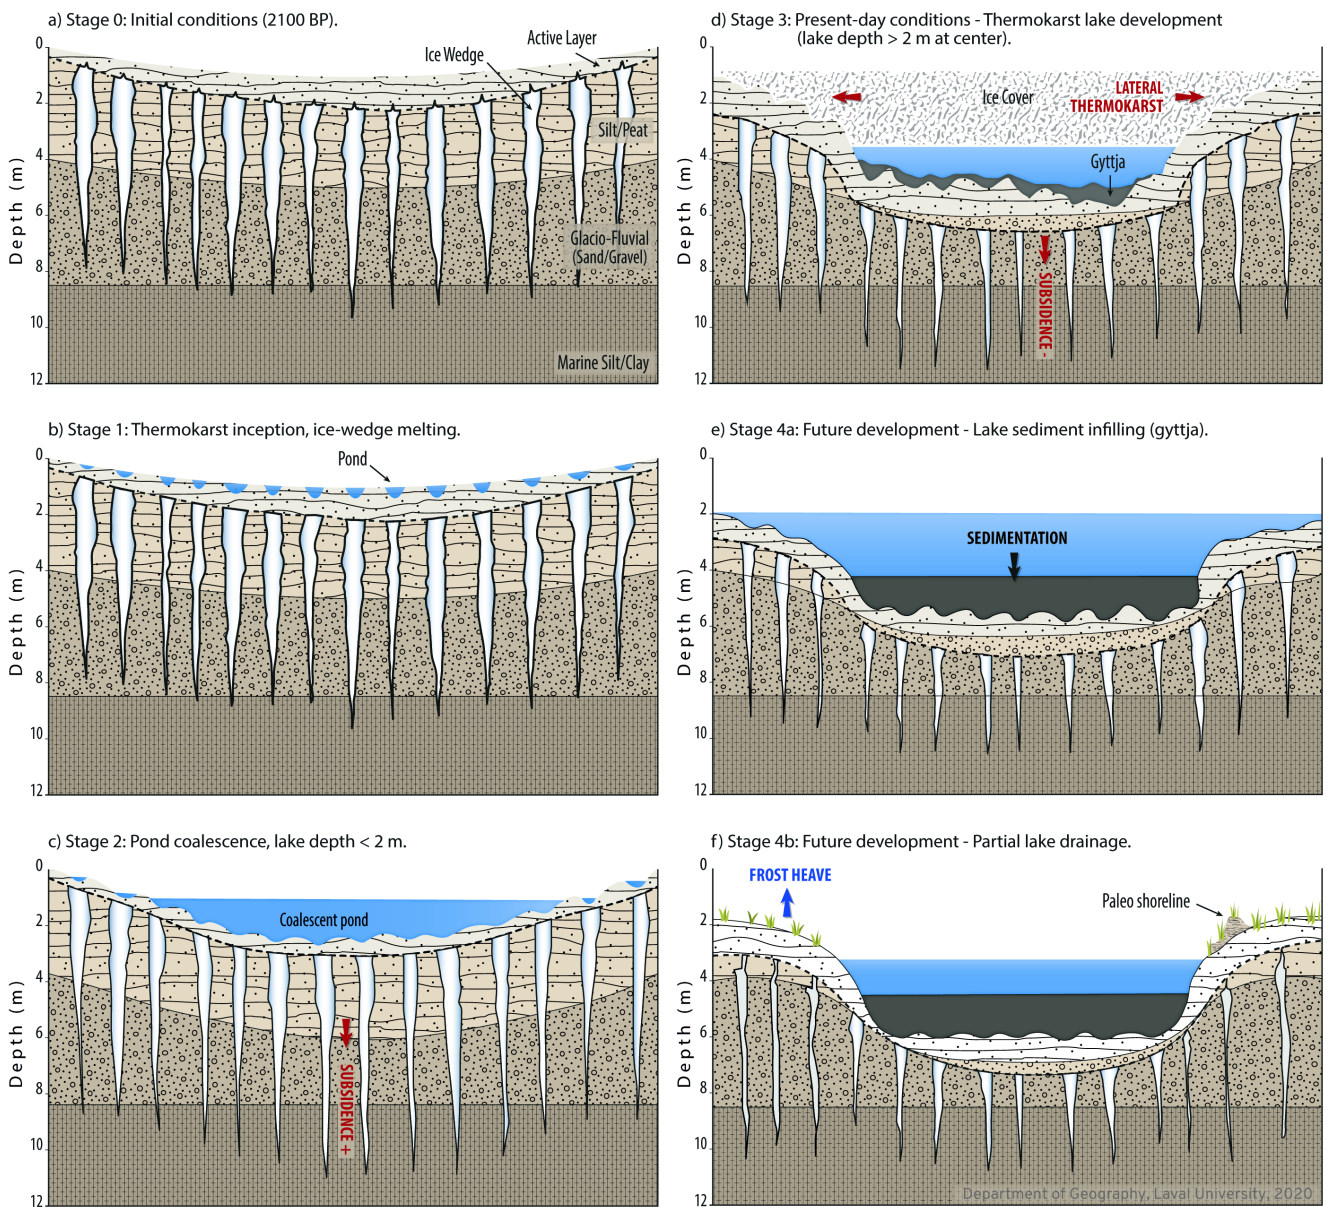 a) Stage 0: Initial conditions (2100 BP).
Active Layer
Ice Wedge
0
2
4
6
8
10
12
Depth (m)
Silt/Peat
Glacio-Fluvial
(Sand/Gravel)
Marine Silt/Clay
b) Stage 1: Thermokarst inception, ice-wedge melting.
Pond
0
2
4
6
8
10
12
Depth (m)
c) Stage 2: Pond coalescence, lake depth < 2 m.
0
2
4
6
8
10
12
Depth (m)
Coalescent pond
SUBSIDENCE +
d) Stage 3: Present-day conditions - Thermokarst lake development
(lake depth > 2 m at center).
0
2
4
6
8
10
12
Depth (m)
Ice Cover
LATERAL
THERMOKARST
Gyttja
SUBSIDENCE -
e) Stage 4a: Future development - Lake sediment infilling (gyttja).
0
2
4
6
8
10
12
Depth (m)
SEDIMENTATION
f) Stage 4b: Future development - Partial lake drainage.
0
2
4
6
8
10
12
Depth (m)
FROST HEAVE
Paleo shoreline
Department of Geography, Laval University, 2020